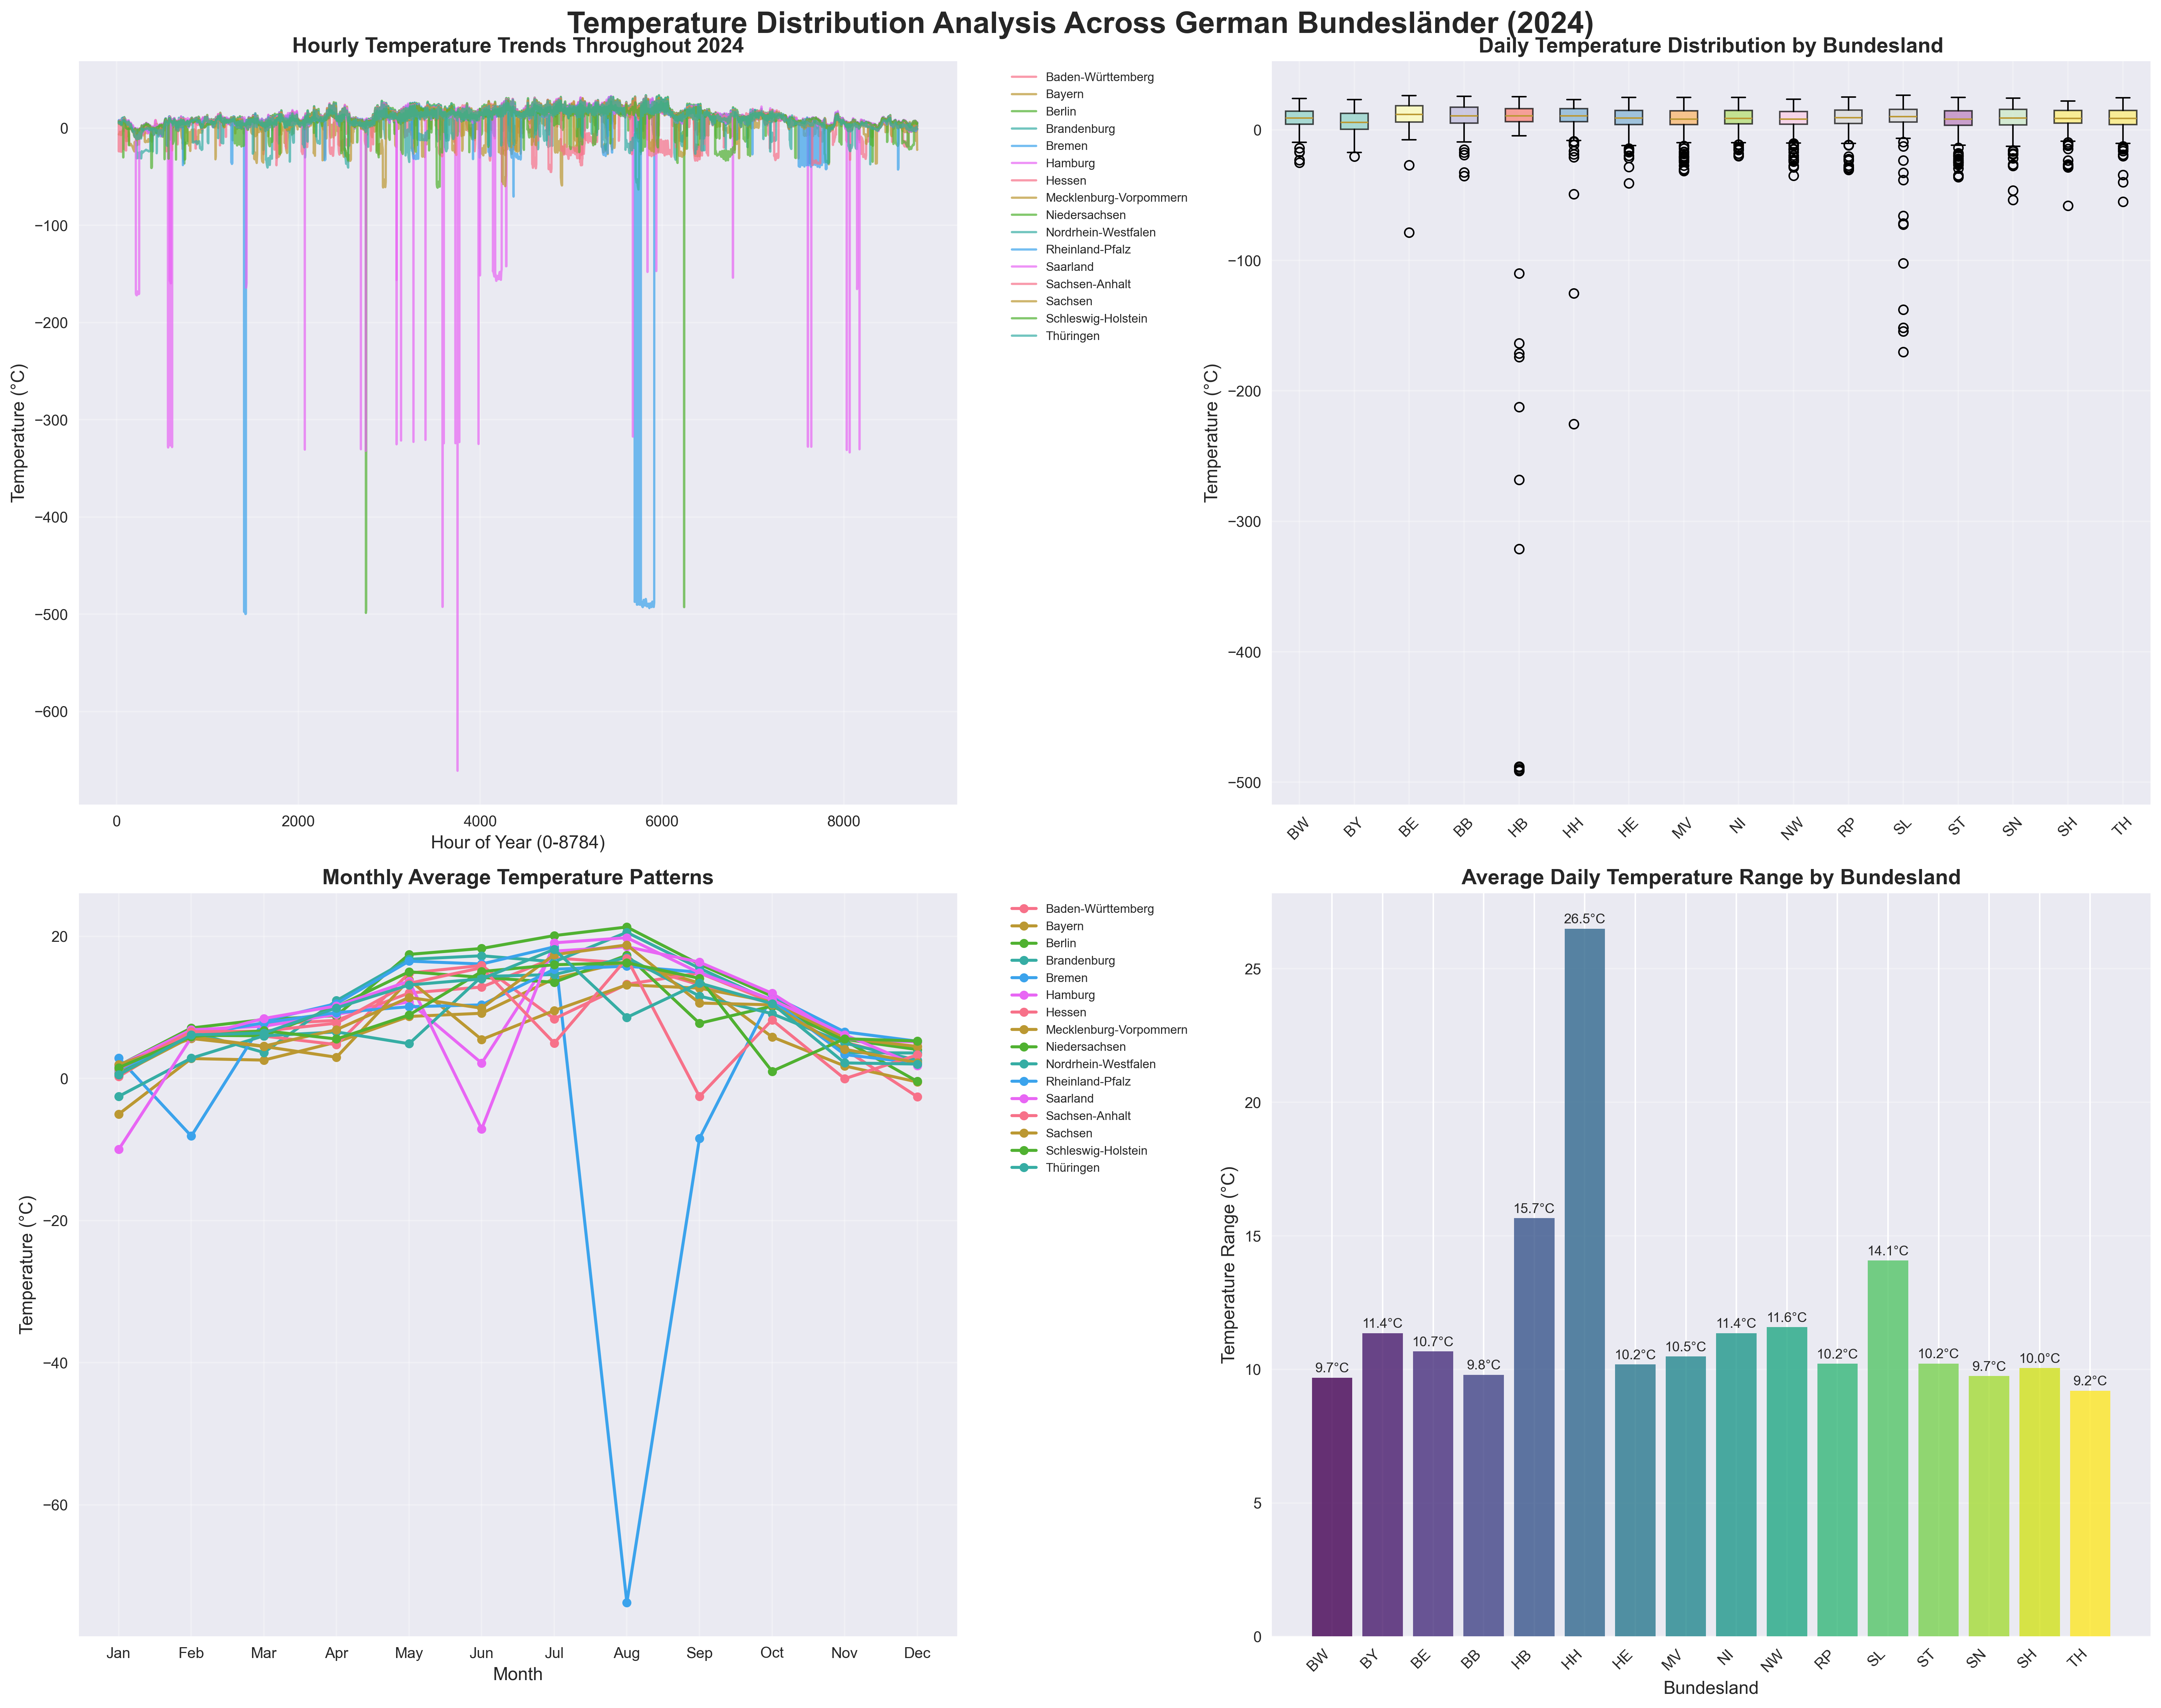 Temperature Distribution Analysis Across German Bundesländer (2024)
Hourly Temperature Trends Throughout 2024
Temperature (°C)
0
−100
−200
−300
−400
−500
−600
0 2000 4000 6000 8000
Hour of Year (0-8784)
Baden-Württemberg
Bayern
Berlin
Brandenburg
Bremen
Hamburg
Hessen
Mecklenburg-Vorpommern
Niedersachsen
Nordrhein-Westfalen
Rheinland-Pfalz
Saarland
Sachsen-Anhalt
Sachsen
Schleswig-Holstein
Thüringen
Daily Temperature Distribution by Bundesland
Temperature (°C)
0
−100
−200
−300
−400
−500
BW BY BE BB HB HH HE MV NI NW RP SL ST SN SH TH
Monthly Average Temperature Patterns
Temperature (°C)
20
0
−20
−40
−60
Jan Feb Mar Apr May Jun Jul Aug Sep Oct Nov Dec
Month
Baden-Württemberg
Bayern
Berlin
Brandenburg
Bremen
Hamburg
Hessen
Mecklenburg-Vorpommern
Niedersachsen
Nordrhein-Westfalen
Rheinland-Pfalz
Saarland
Sachsen-Anhalt
Sachsen
Schleswig-Holstein
Thüringen
Average Daily Temperature Range by Bundesland
Temperature Range (°C)
25
20
15
10
5
0
9.7°C 11.4°C 10.7°C 9.8°C 15.7°C 26.5°C 10.2°C 10.5°C 11.4°C 11.6°C 10.2°C 14.1°C 10.2°C 9.7°C 10.0°C 9.2°C
BW BY BE BB HB HH HE MV NI NW RP SL ST SN SH TH
Bundesland